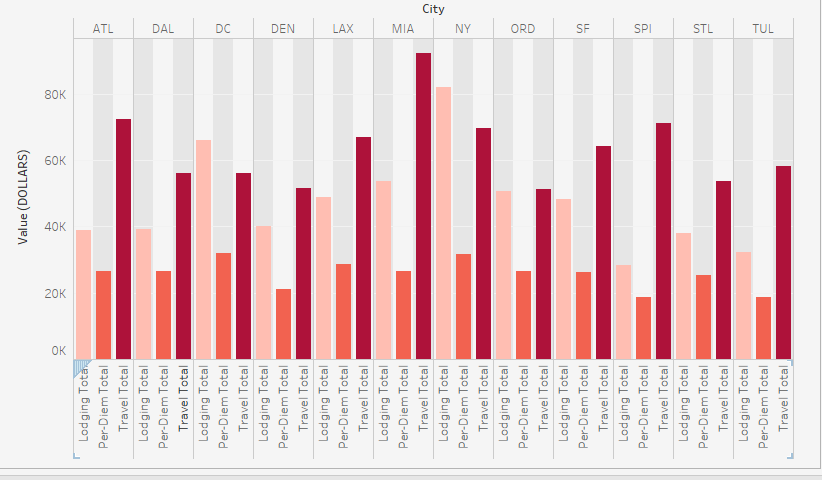 City
ATL DAL DC DEN LAX MIA NY ORD SF SPI STL TUL
Value (DOLLARS)
80K
60K
40K
20K
0K
Lodging Total
Per-Diem Total
Travel Total
Lodging Total
Per-Diem Total
Travel Total
Lodging Total
Per-Diem Total
Travel Total
Lodging Total
Per-Diem Total
Travel Total
Lodging Total
Per-Diem Total
Travel Total
Lodging Total
Per-Diem Total
Travel Total
Lodging Total
Per-Diem Total
Travel Total
Lodging Total
Per-Diem Total
Travel Total
Lodging Total
Per-Diem Total
Travel Total
Lodging Total
Per-Diem Total
Travel Total
Lodging Total
Per-Diem Total
Travel Total
Lodging Total
Per-Diem Total
Travel Total